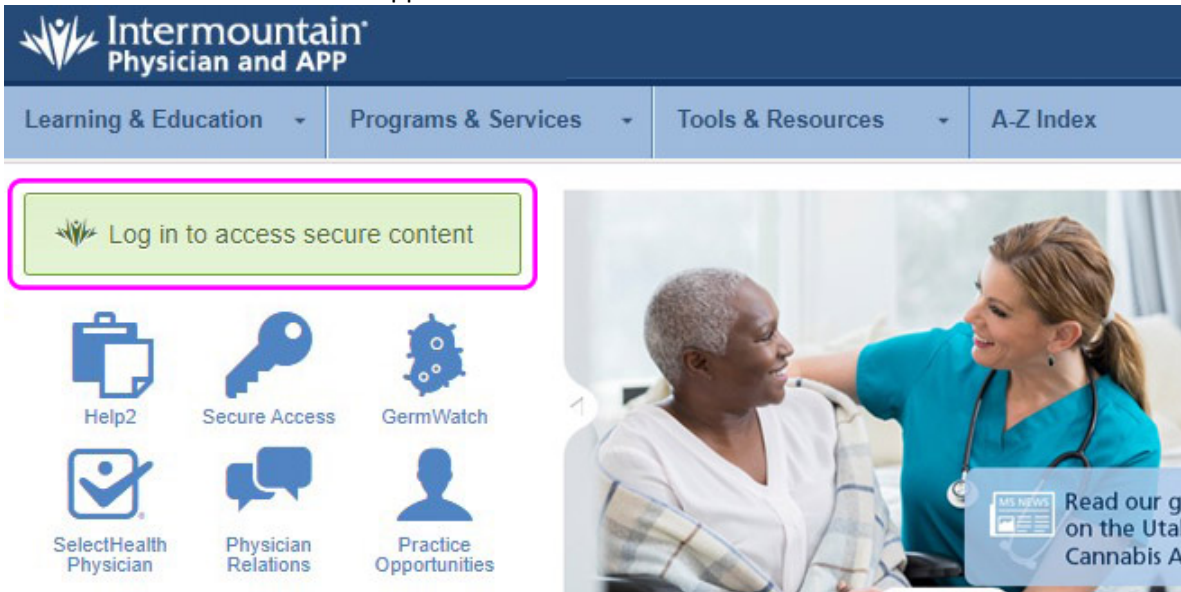 Intermountain
Physician and APP
Learning & Education
Programs & Services
Tools & Resources
A-Z Index
Log in to access secure content
Help2
Secure Access
GermWatch
SelectHealth
Physician
Physician
Relations
Practice
Opportunities
MS NEWS
Read our g
on the Uta
Cannabis A